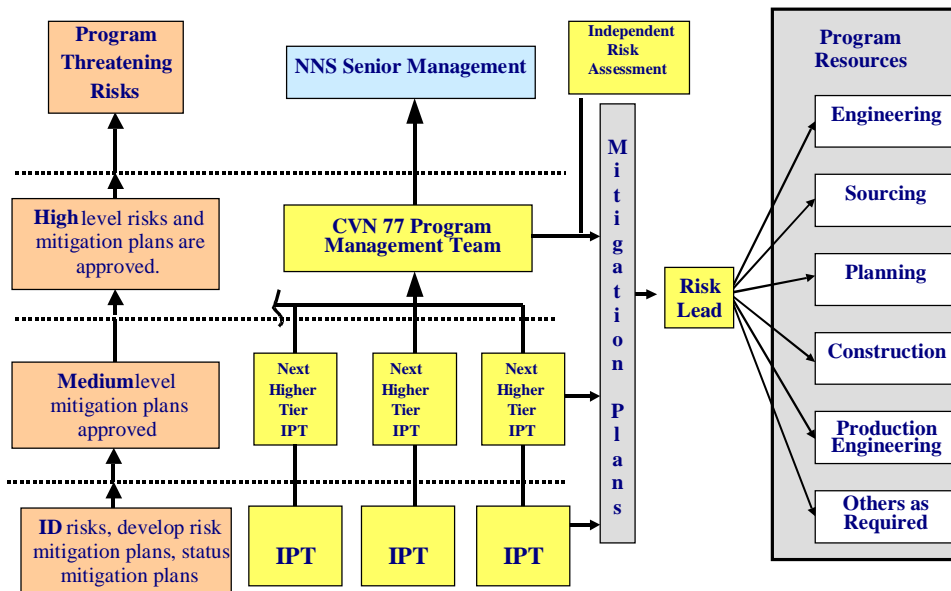 Program
Threatening
Risks
NNS Senior Management
Independent
Risk
Assessment
Program
Resources
High level risks and
mitigation plans are
approved.
CVN 77 Program
Management Team
Medium level
mitigation plans
approved
Next
Higher
Tier
IPT
Next
Higher
Tier
IPT
Next
Higher
Tier
IPT
ID risks, develop risk
mitigation plans, status
mitigation plans
IPT
IPT
IPT
M
i
t
i
g
a
t
i
o
n
P
l
a
n
s
Risk
Lead
Engineering
Sourcing
Planning
Construction
Production
Engineering
Others as
Required